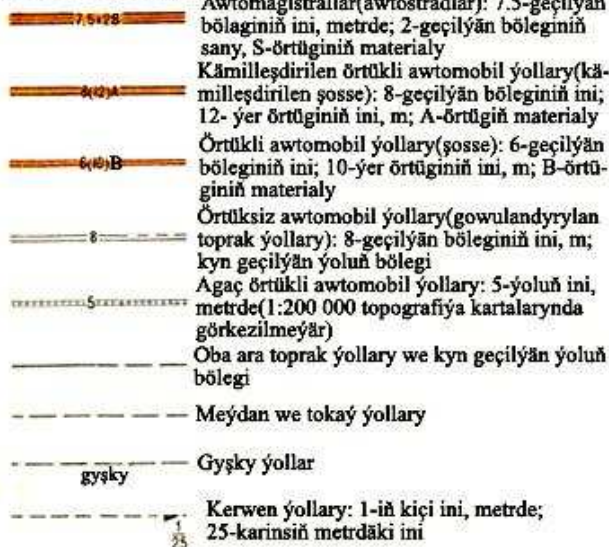 7,5×2S
Awtomagistrallar(awtostradlar): 7.5-geçilýän
bölaginiň ini, metrde; 2-geçilýän böleginiň
sany, S-örtüginiň materialy
8(12)A
Kämilleşdirilen örtükli awtomobil ýollary(kä-
milleşdirilen şosse): 8-geçilýän böleginiň ini;
12- ýer örtüginiň ini, m; A-örtügiň materialy
6(10)B
Örtükli awtomobil ýollary(şosse): 6-geçilýän
böleginiň ini; 10-ýer örtüginiň ini, m; B-örtü-
giniň materialy
8
Örtüksiz awtomobil ýollary(gowulandyrylan
toprak ýollary): 8-geçilýän böleginiň ini, m;
kyn geçilýän ýoluň bölegi
5
Agaç örtükli awtomobil ýollary: 5-ýoluň ini,
metrde(1:200 000 topografiýa kartalarynda
görkezilmeýär)
Oba ara toprak ýollary we kyn geçilýän ýoluň
bölegi
Meýdan we tokaý ýollary
Gyşky ýollar
gyşky
Kerwen ýollary: 1-iň kiçi ini, metrde;
25-karinsiň metrdäki ini
1
25